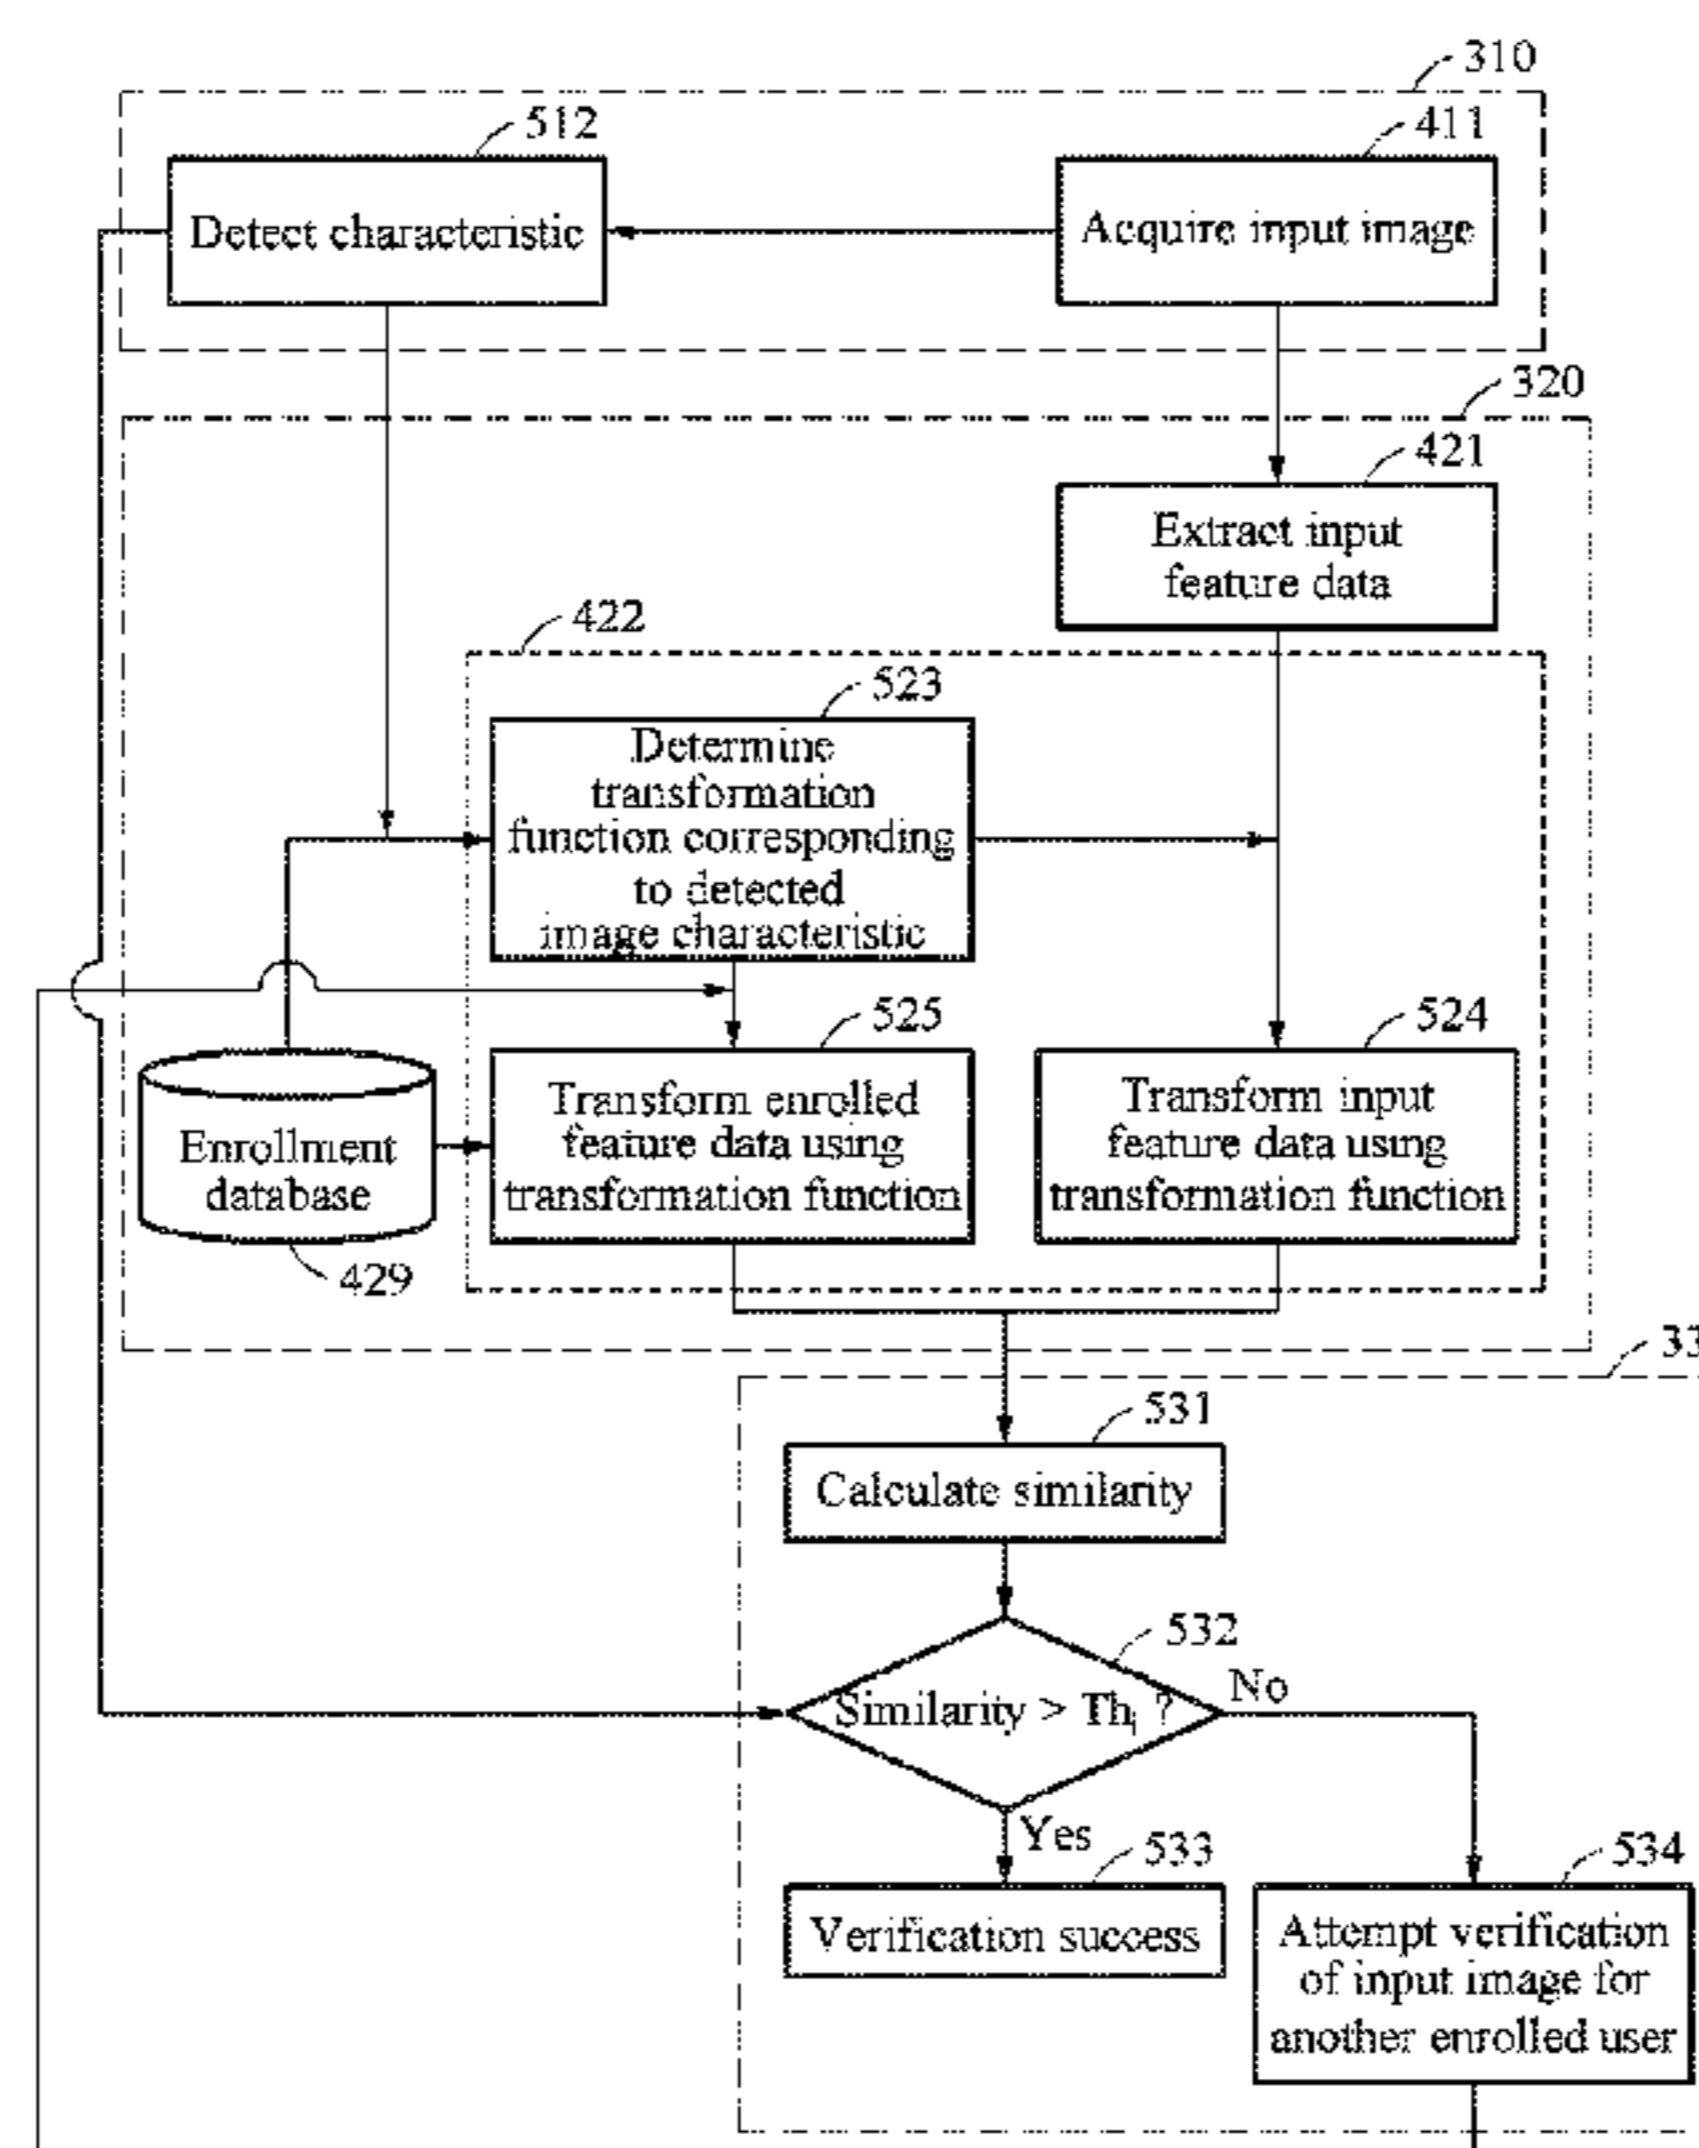 310
512
411
Detect characteristic
Acquire input image
320
421
Extract input
feature data
422
523
Determine
transformation
function corresponding
to detected
image characteristic
525
524
Transform enrolled
feature data using
transformation function
Transform input
feature data using
transformation function
Enrollment
database
429
33
531
Calculate similarity
532
No
Similarity > Thi ?
Yes
533
534
Verification success
Attempt verification
of input image for
another enrolled user